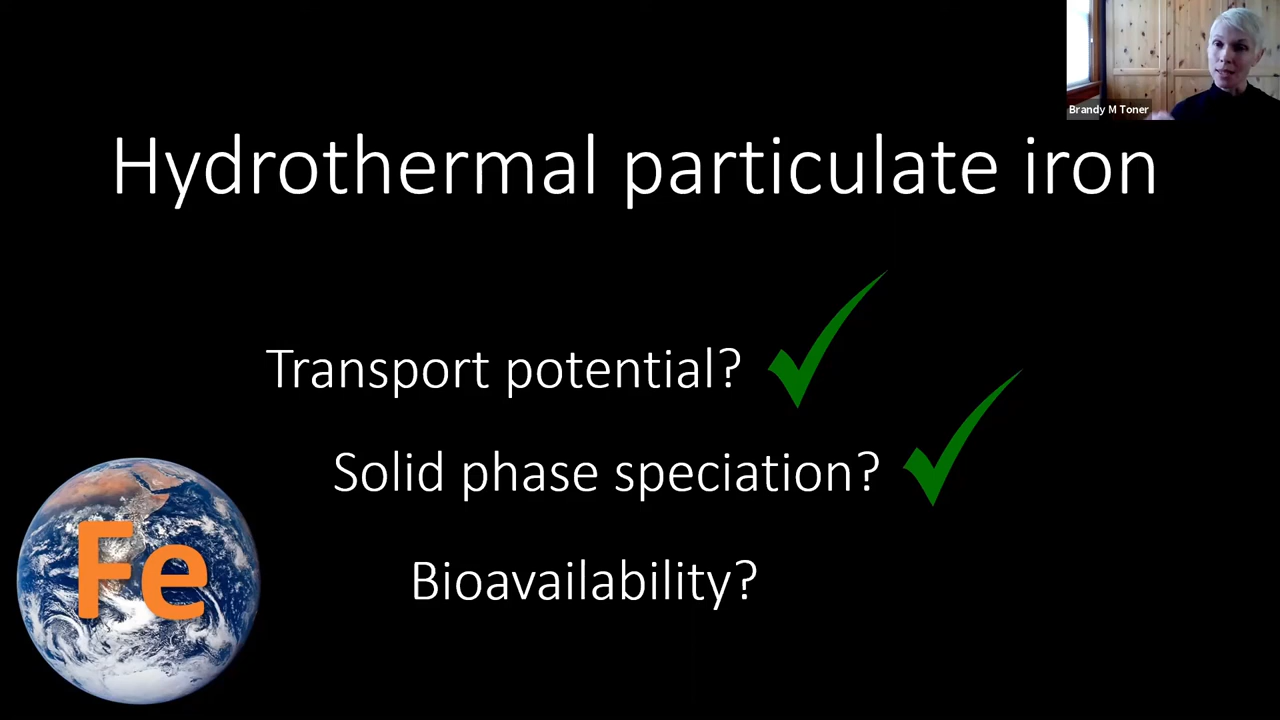 Brandy M Toner
Hydrothermal particulate iron
Transport potential?
Solid phase speciation?
Bioavailability?
Fe